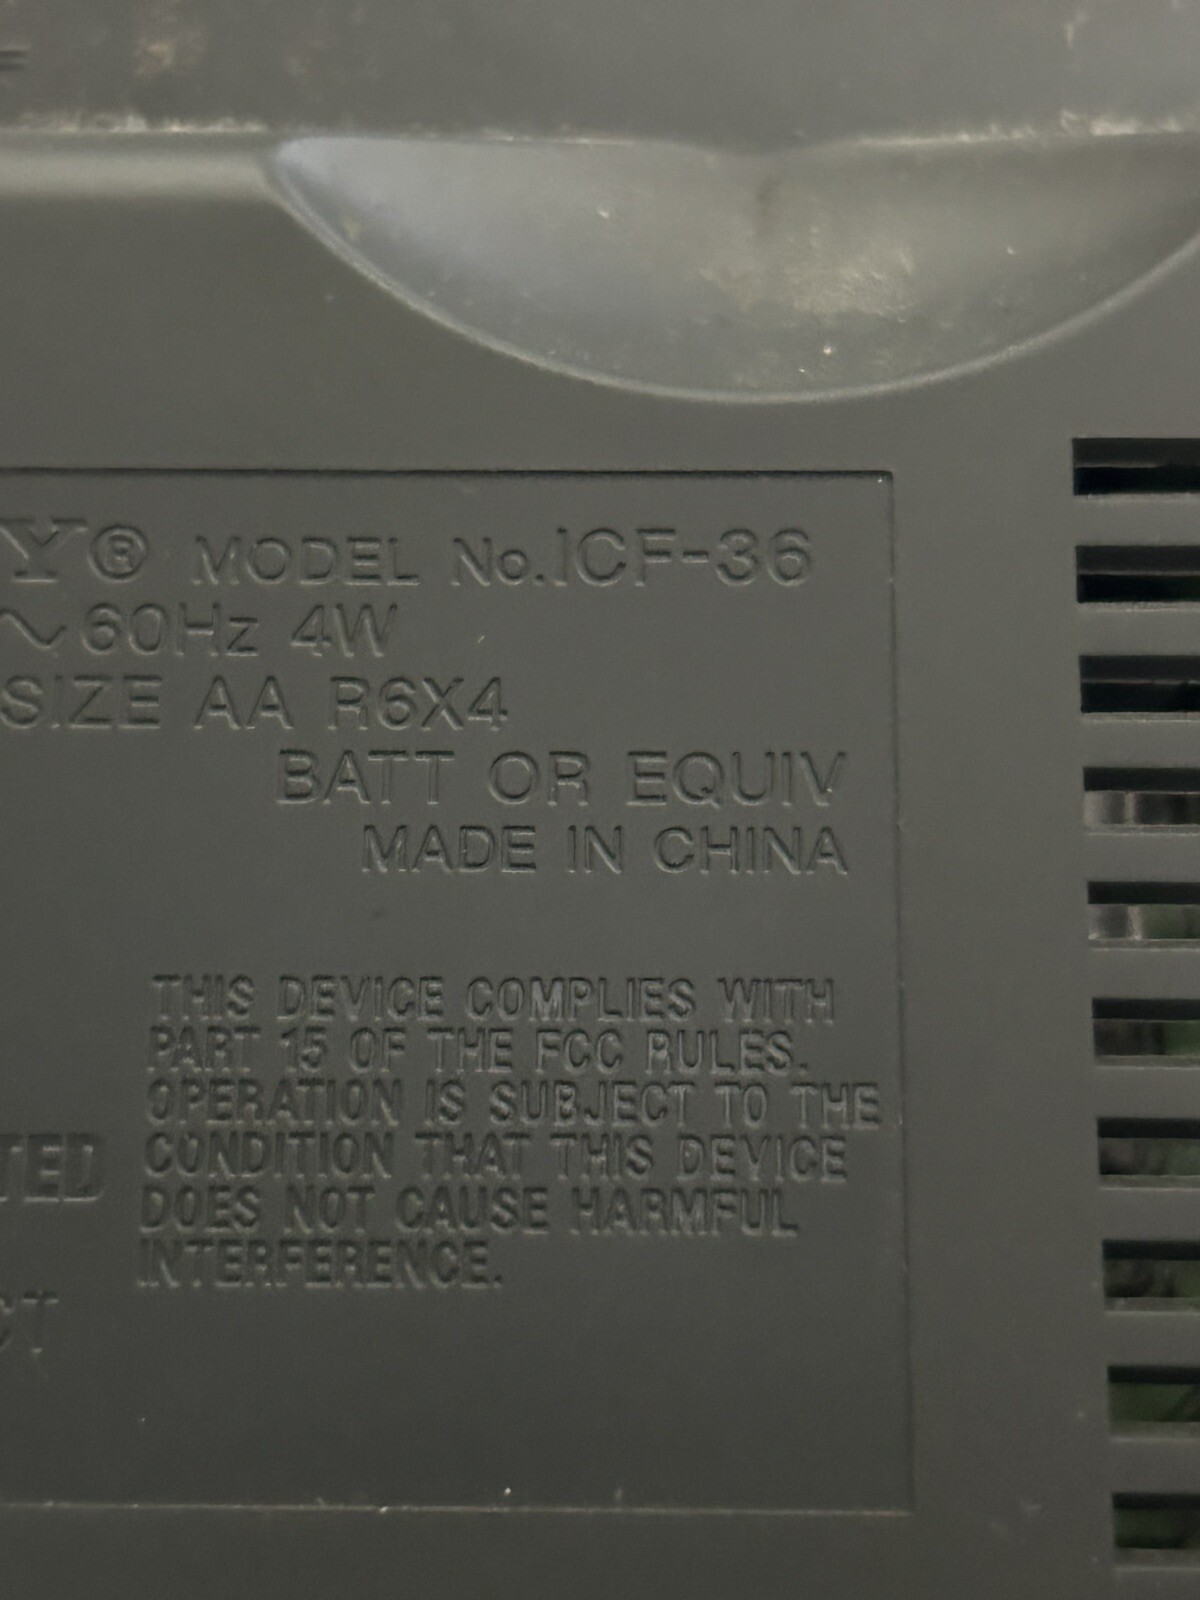 Y® MODEL No.ICF-36
~ 60Hz 4W
SIZE AA R6X4
BATT OR EQUIV
MADE IN CHINA
THIS DEVICE COMPLIES WITH
PART 15 OF THE FCC RULES.
OPERATION IS SUBJECT TO THE
CONDITION THAT THIS DEVICE
DOES NOT CAUSE HARMFUL
INTERFERENCE.
TED
CT